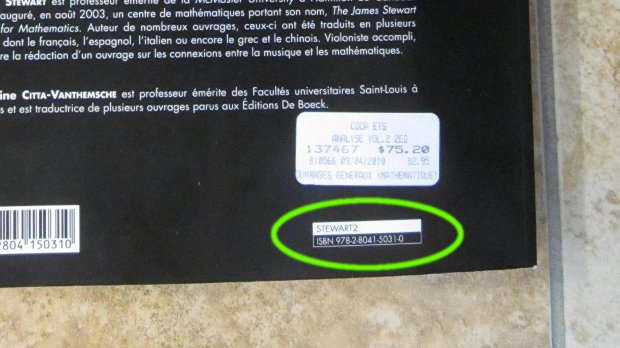 STEWART professeur émérite de la McMaster University à
auguré, en août 2003, un centre de mathématiques portant son nom, The James Stewart
for Mathematics. Auteur de nombreux ouvrages, ceux-ci ont été traduits en plusieurs
dont le français, l'espagnol, l'italien ou encore le grec et le chinois. Violoniste accompli,
re la rédaction d'un ouvrage sur les connexions entre la musique et les mathématiques.
ine CITTA-VANTHEMSCHE est professeur émérite des Facultés universitaires Saint-Louis à
s et est traductrice de plusieurs ouvrages parus aux Éditions De Boeck.
COOP ETS
ANALYSE VOL.2 2ED
137467 $75.20
810566 09/04/2010 82.95
OUVRAGES GENERAUX (MATHEMATIQUE)
STEWART2
ISBN 978-2-8041-5031-0
2804 150310